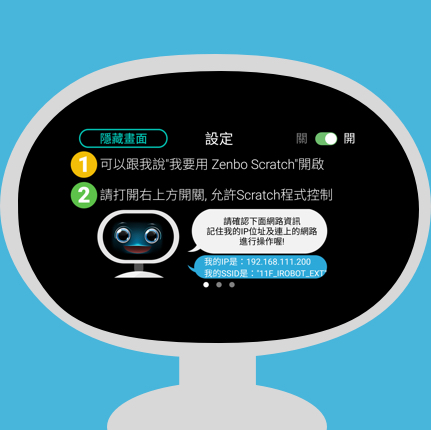 隱藏畫面 設定 關 開
1 可以跟我說"我要用 Zenbo Scratch"開啟
2 請打開右上方開關, 允許Scratch程式控制
請確認下面網路資訊
記住我的IP位址及連上的網路
進行操作喔!
我的IP是：192.168.111.200
我的SSID是："11F_IROBOT_EXT"